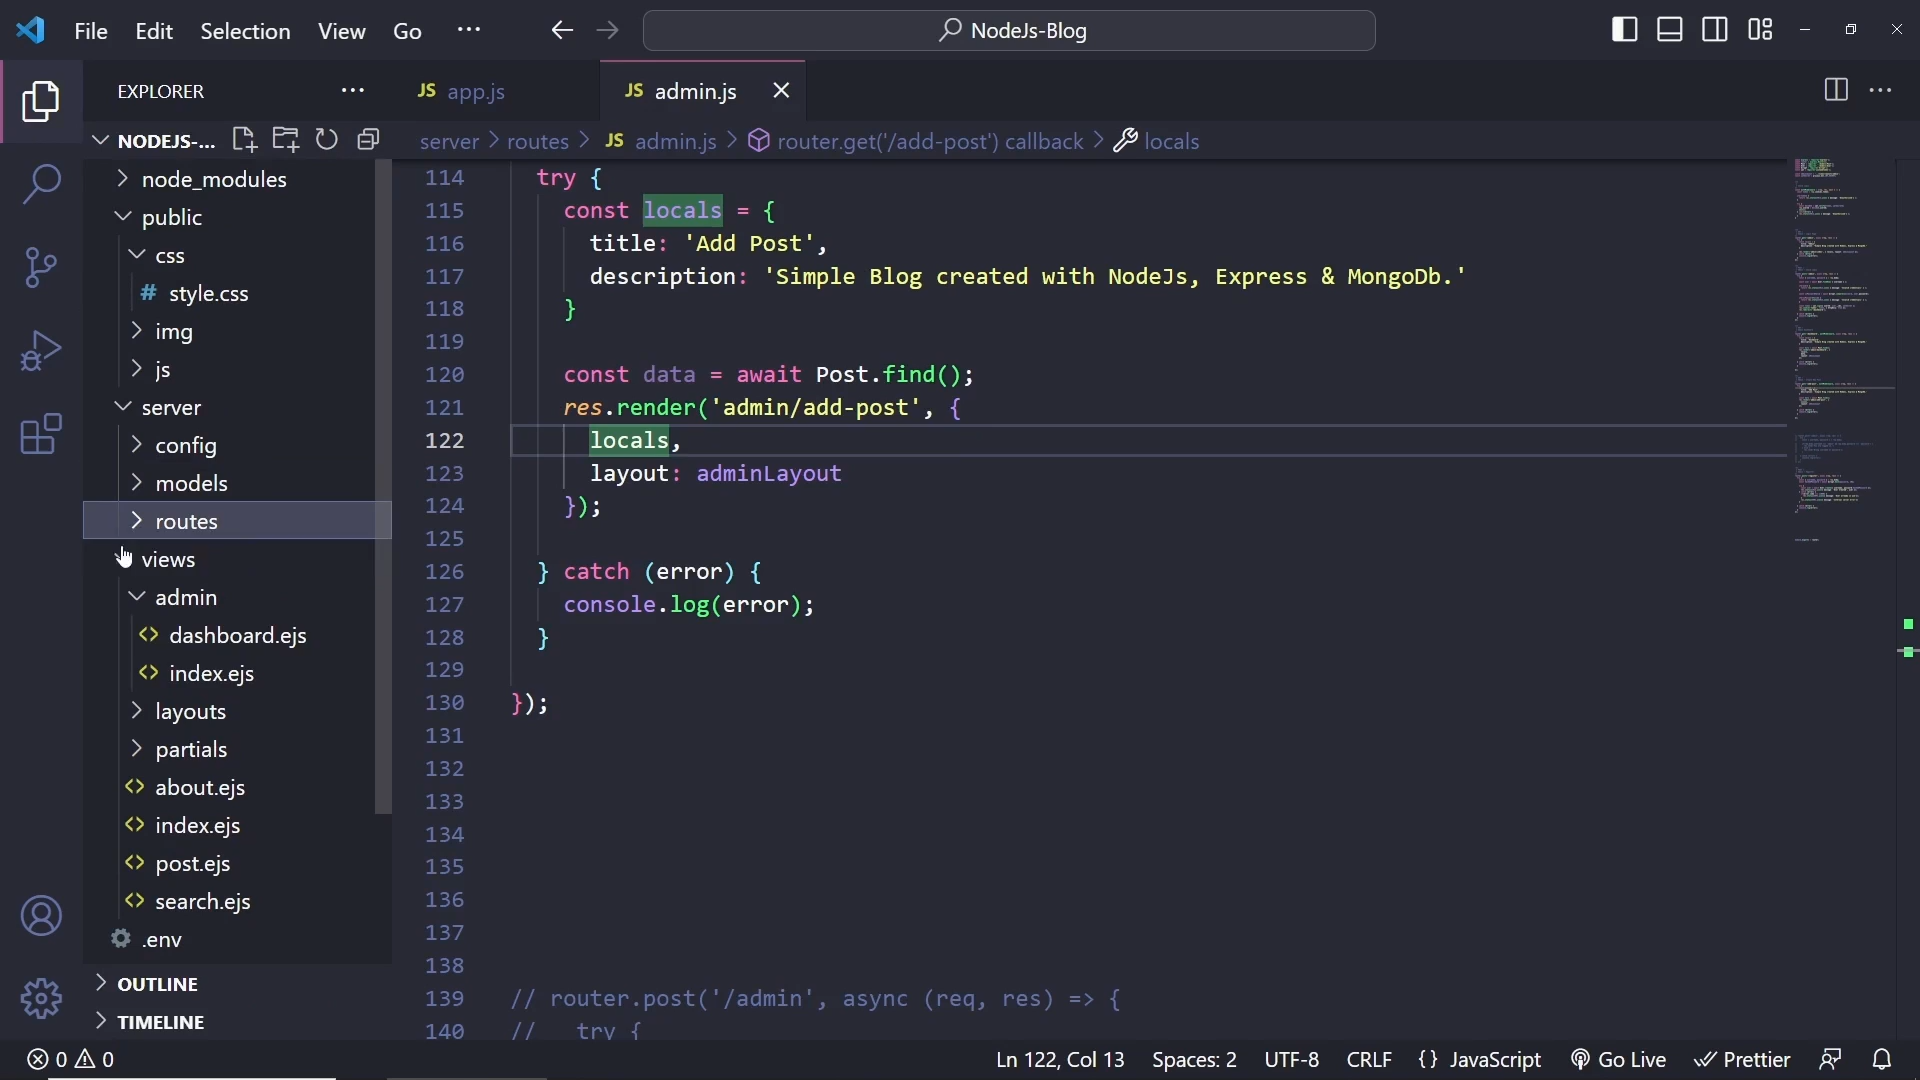 File Edit Selection View Go ··· NodeJs-Blog
EXPLORER ··· JS app.js JS admin.js
NODEJS-...
server > routes > JS admin.js > router.get('/add-post') callback > locals
node_modules
public
css
# style.css
img
js
server
config
models
routes
views
admin
<> dashboard.ejs
<> index.ejs
layouts
partials
<> about.ejs
<> index.ejs
<> post.ejs
<> search.ejs
.env
OUTLINE
TIMELINE
114 try {
115 const locals = {
116 title: 'Add Post',
117 description: 'Simple Blog created with NodeJs, Express & MongoDb.'
118 }
119
120 const data = await Post.find();
121 res.render('admin/add-post', {
122 locals,
123 layout: adminLayout
124 });
125
126 } catch (error) {
127 console.log(error);
128 }
129
130 });
131
132
133
134
135
136
137
138
139 // router.post('/admin', async (req, res) => {
140 // try {
0 0 Ln 122, Col 13 Spaces: 2 UTF-8 CRLF {} JavaScript Go Live Prettier